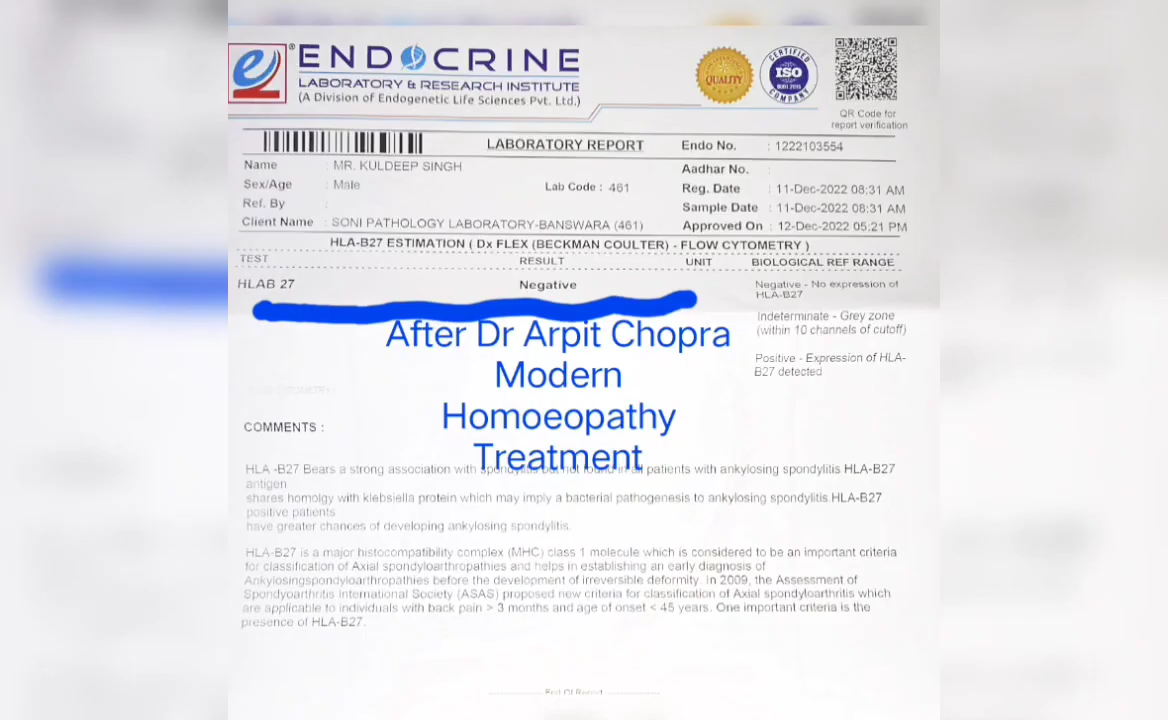 ENDOCRINE
LABORATORY & RESEARCH INSTITUTE
(A Division of Endogenetic Life Sciences Pvt. Ltd.)
QUALITY
CERTIFIED
ISO
9001:2015
COMPANY
QR Code for
report verification
LABORATORY REPORT
Endo No. : 1222103554
Name : MR. KULDEEP SINGH
Aadhar No. :
Sex/Age : Male
Lab Code : 461
Reg. Date : 11-Dec-2022 08:31 AM
Ref. By :
Sample Date : 11-Dec-2022 08:31 AM
Client Name : SONI PATHOLOGY LABORATORY-BANSWARA (461)
Approved On : 12-Dec-2022 05:21 PM
HLA-B27 ESTIMATION ( Dx FLEX (BECKMAN COULTER) - FLOW CYTOMETRY )
TEST RESULT UNIT BIOLOGICAL REF RANGE
HLAB 27 Negative
Negative - No expression of
HLA-B27
Indeterminate - Grey zone
(within 10 channels of cutoff)
Positive - Expression of HLA-
B27 detected
After Dr Arpit Chopra
Modern
Homoeopathy
Treatment
COMMENTS :
HLA -B27 Bears a strong association with spondylitis but not found in all patients with ankylosing spondylitis HLA-B27
antigen
shares homolgy with klebsiella protein which may imply a bacterial pathogenesis to ankylosing spondylitis.HLA-B27
positive patients
have greater chances of developing ankylosing spondylitis.
HLA-B27 is a major histocompatibility complex (MHC) class 1 molecule which is considered to be an important criteria
for classification of Axial spondyloarthropathies and helps in establishing an early diagnosis of
Ankylosingspondyloarthropathies before the development of irreversible deformity. In 2009, the Assessment of
Spondyoarthritis International Society (ASAS) proposed new criteria for classification of Axial spondyloarthritis which
are applicable to individuals with back pain > 3 months and age of onset < 45 years. One important criteria is the
presence of HLA-B27.
End Of Report